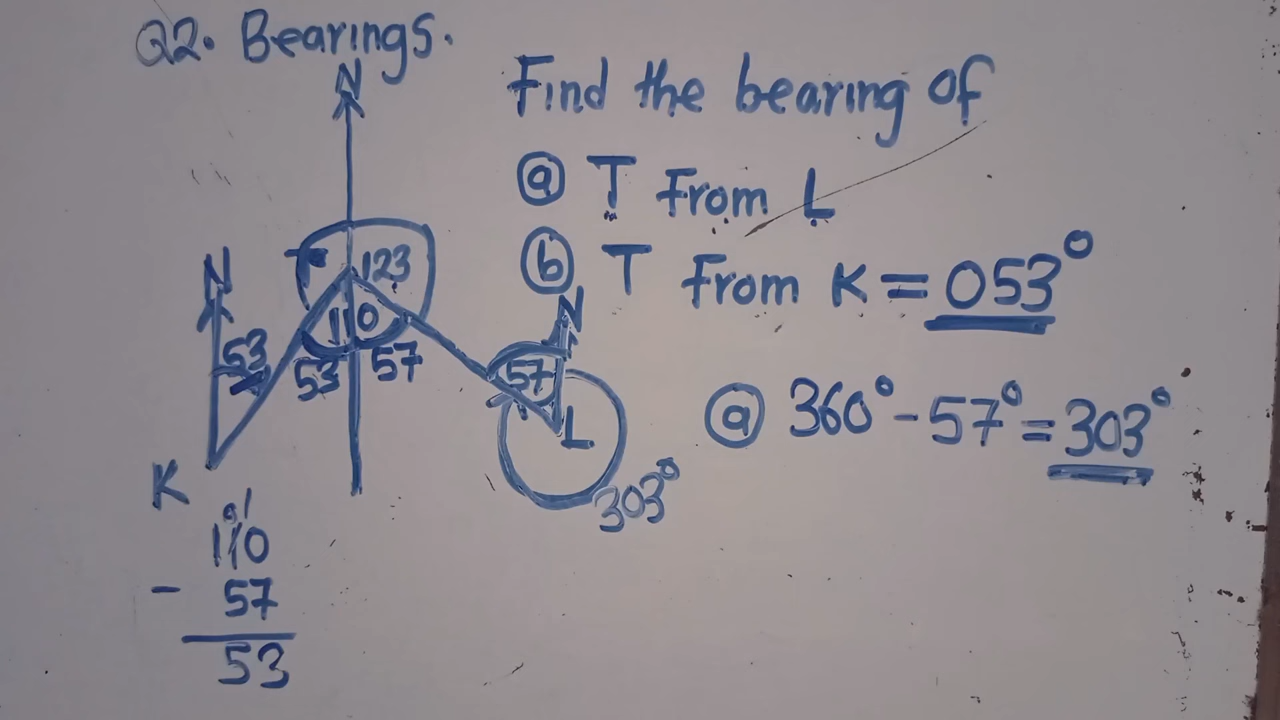 Q2. Bearings.
N
Find the bearing of
ⓐ T From L
ⓑ T From K = 053°
N
T
123
N
53
110
53
57
57
L
ⓐ 360° - 57° = 303°
303°
K
110
- 57
53